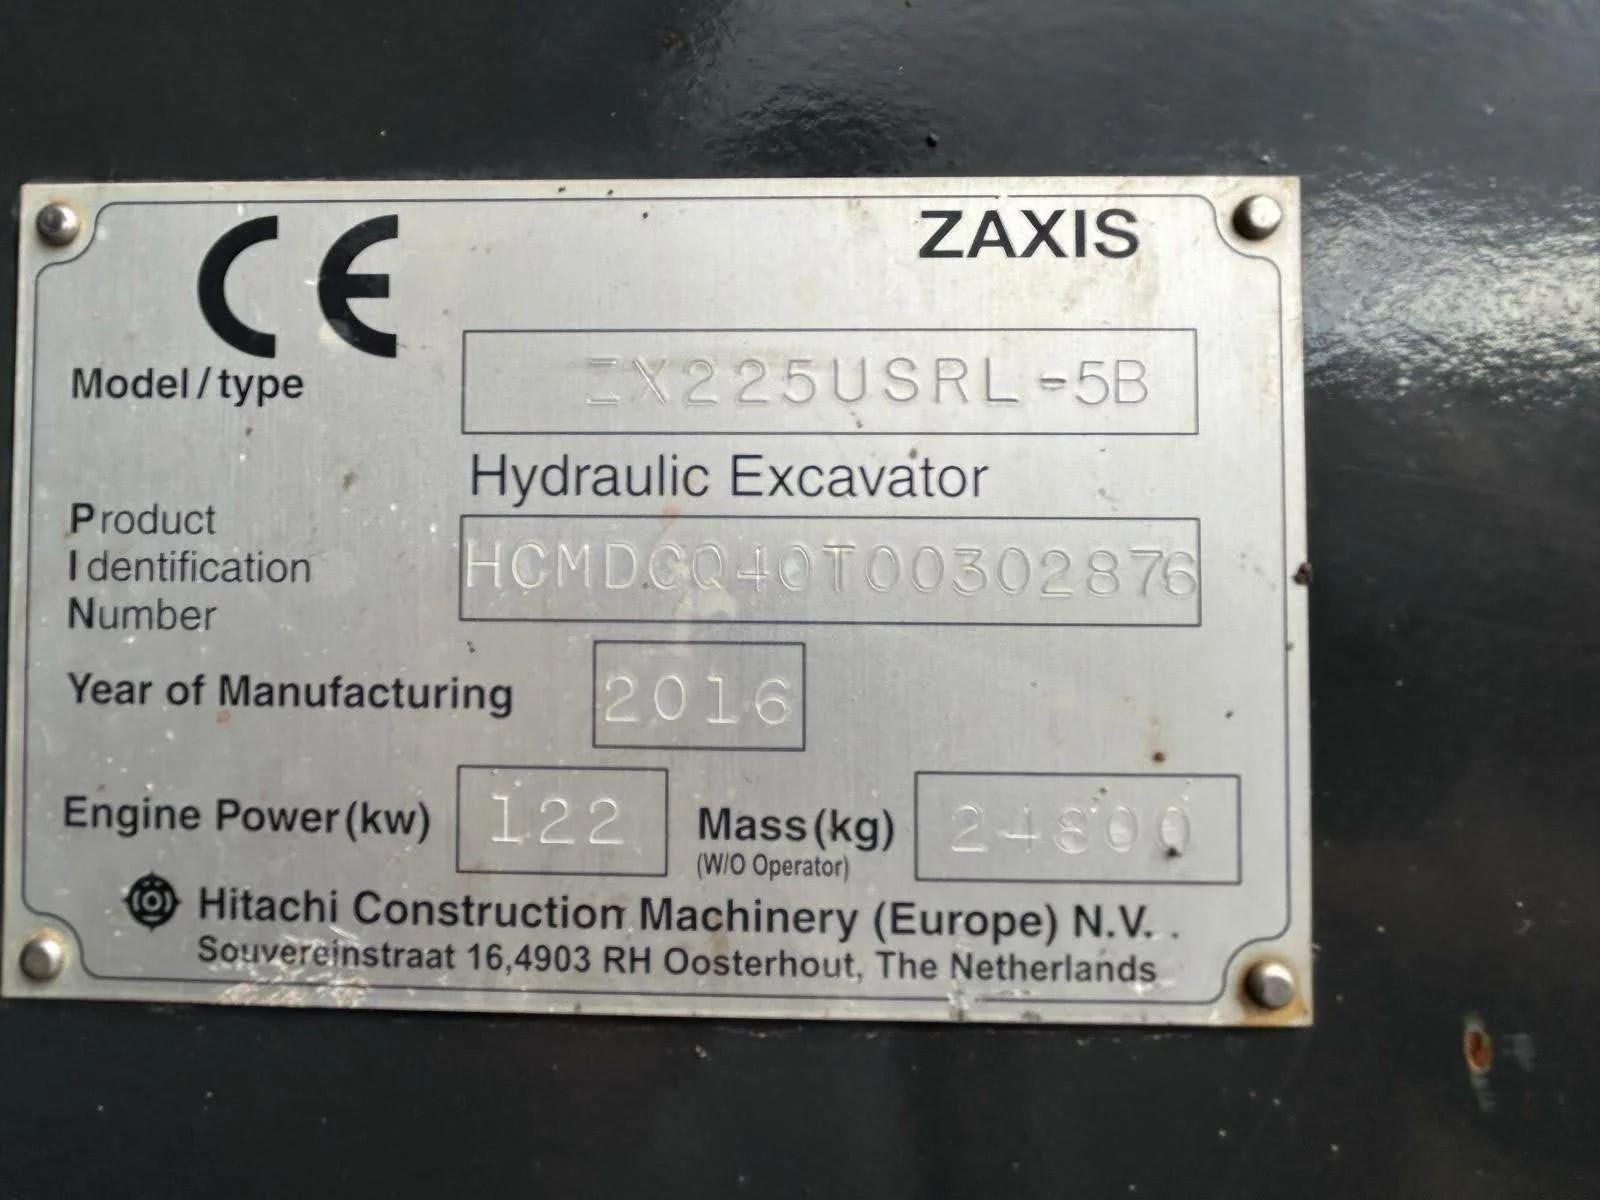 CE
ZAXIS
Model/type ZX225USRL-5B
Hydraulic Excavator
Product
Identification
Number
HCMDCQ40T00302876
Year of Manufacturing 2016
Engine Power(kw) 122 Mass(kg) 24800
(W/O Operator)
Hitachi Construction Machinery (Europe) N.V.
Souvereinstraat 16,4903 RH Oosterhout, The Netherlands